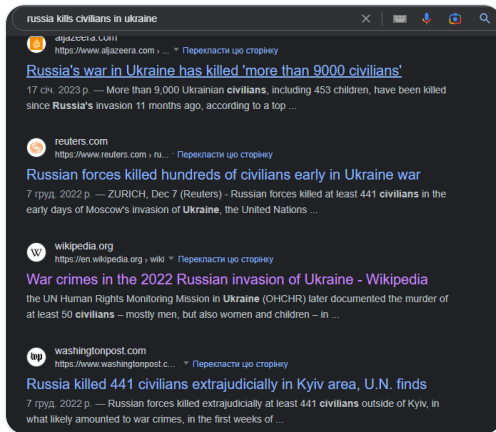 russia kills civilians in ukraine
aljazeera.com
https://www.aljazeera.com › ... Перекласти цю сторінку
Russia's war in Ukraine has killed 'more than 9000 civilians'
17 січ. 2023 р. — More than 9,000 Ukrainian civilians, including 453 children, have been killed
since Russia's invasion 11 months ago, according to a top ...
reuters.com
https://www.reuters.com › ru... · Перекласти цю сторінку
Russian forces killed hundreds of civilians early in Ukraine war
7 груд. 2022 р. — ZURICH, Dec 7 (Reuters) - Russian forces killed at least 441 civilians in the
early days of Moscow's invasion of Ukraine, the United Nations ...
W
wikipedia.org
https://en.wikipedia.org › wiki Перекласти цю сторінку
War crimes in the 2022 Russian invasion of Ukraine - Wikipedia
the UN Human Rights Monitoring Mission in Ukraine (OHCHR) later documented the murder of
at least 50 civilians – mostly men, but also women and children – in ...
wp
washingtonpost.com
https://www.washingtonpost.c... Перекласти цю сторінку
Russia killed 441 civilians extrajudicially in Kyiv area, U.N. finds
7 груд. 2022 р. — Russian forces killed extrajudicially at least 441 civilians outside of Kyiv, in
what likely amounted to war crimes, in the first weeks of ...